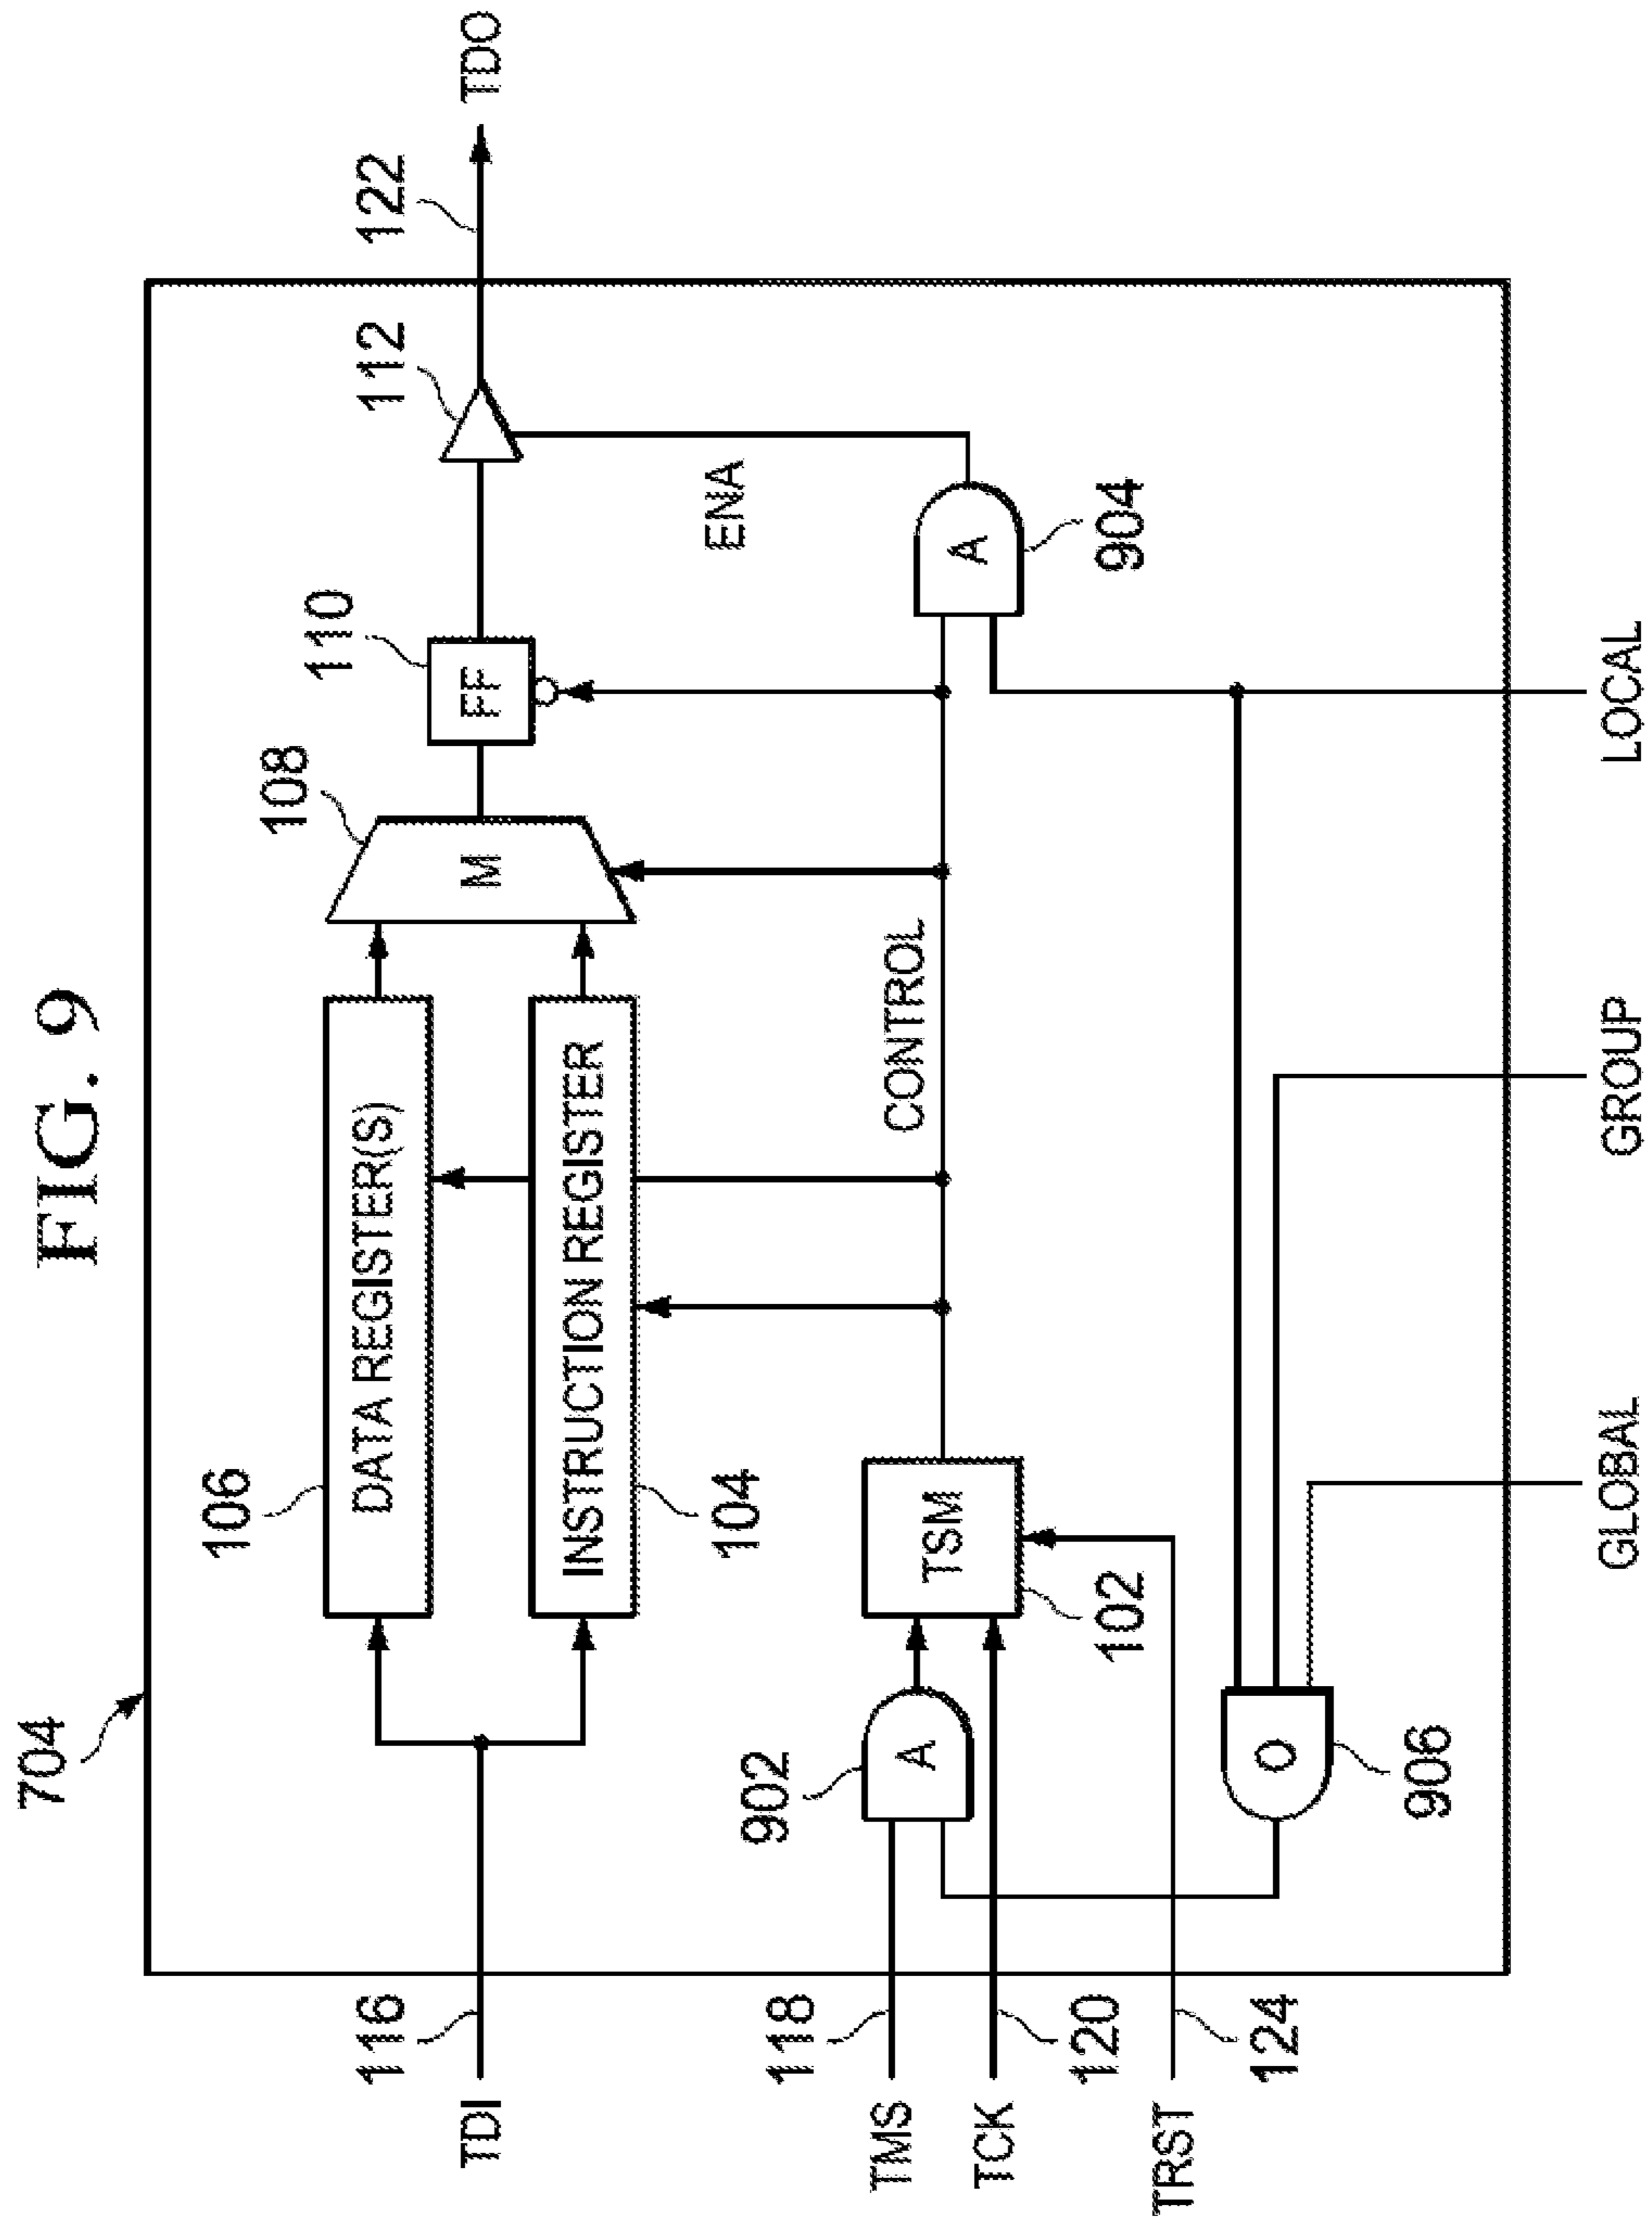 FIG. 9
704
106
DATA REGISTER(S)
108
M
110
FF
112
122
TDO
116
TDI
INSTRUCTION REGISTER
104
ENA
CONTROL
902
A
TSM
102
A
904
118
TMS
120
TCK
124
TRST
O
906
GLOBAL
GROUP
LOCAL